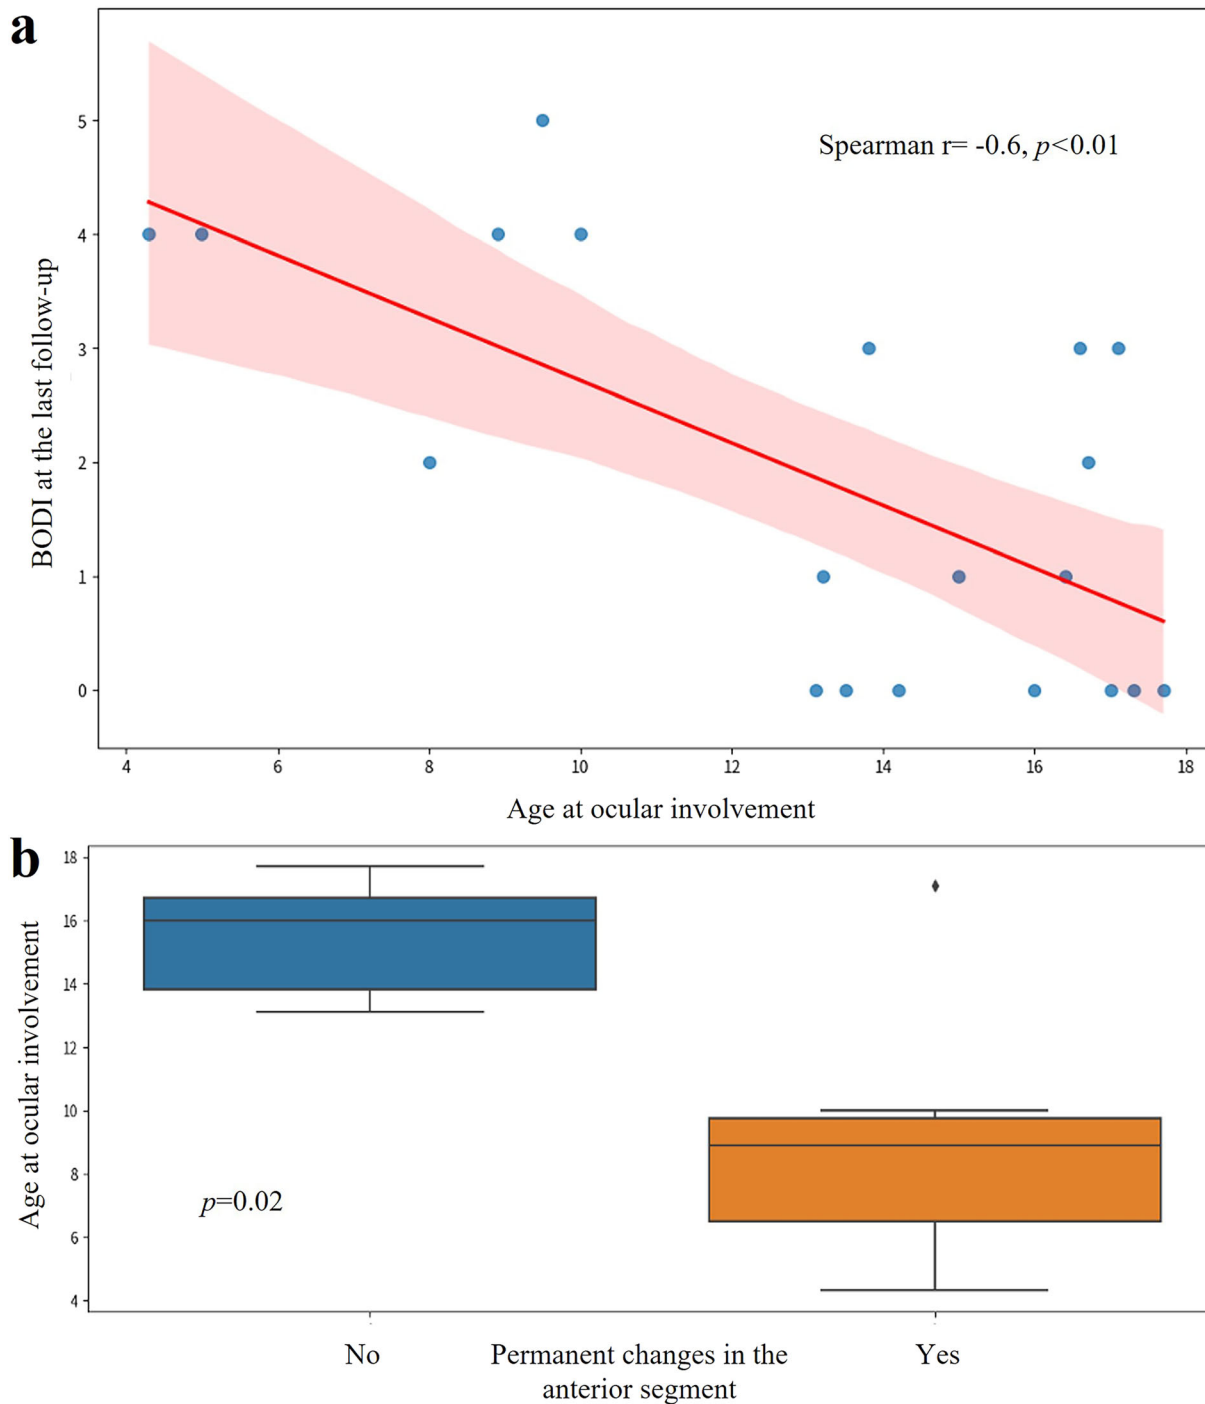 a
5
4
3
2
1
0
BODI at the last follow-up
Spearman r= -0.6, p<0.01
4 6 8 10 12 14 16 18
Age at ocular involvement
b
18
16
14
12
10
8
6
4
Age at ocular involvement
p=0.02
No Permanent changes in the Yes
anterior segment